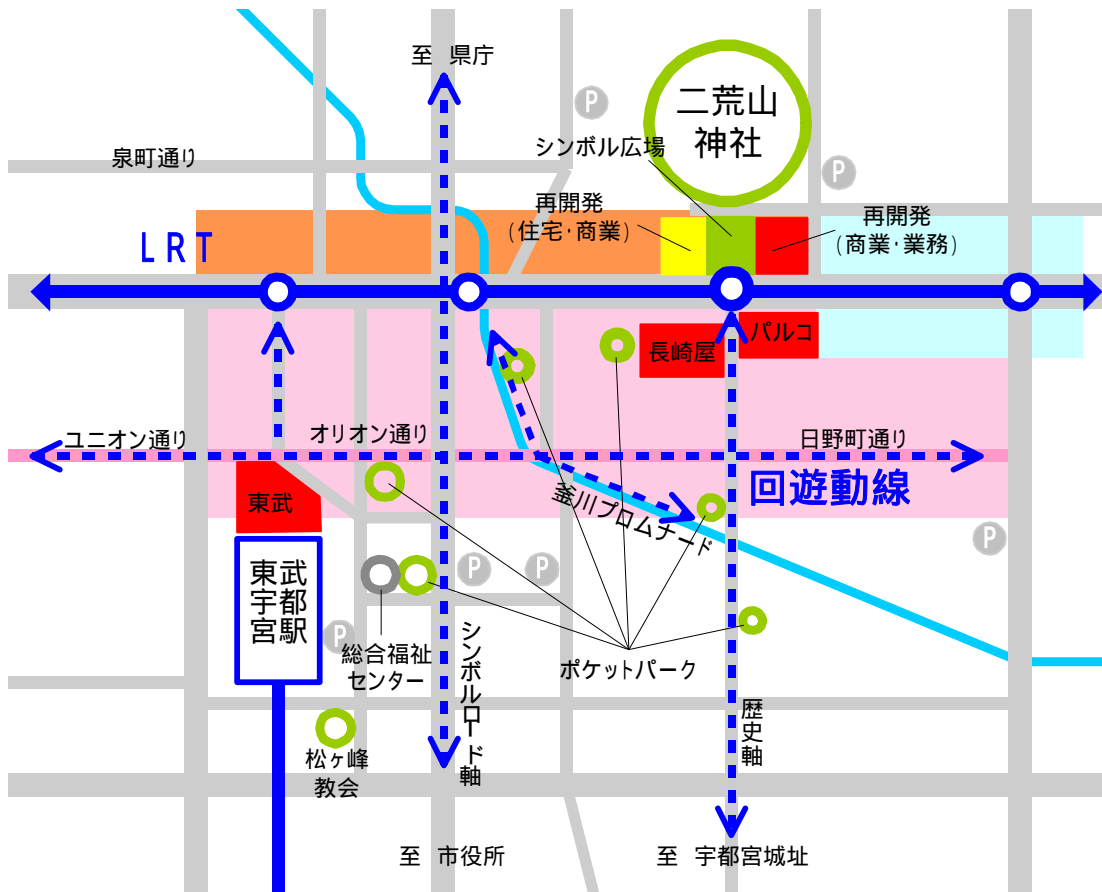 至 県庁
P
二荒山
神社
シンボル広場
泉町通り
P
再開発
(住宅･商業)
再開発
(商業･業務)
LRT
長崎屋
パルコ
ユニオン通り
オリオン通り
日野町通り
回遊動線
東武
釜川プロムナード
P
東武
宇都
宮駅
P
P
P
総合福祉
センター
シンボルロード軸
ポケットパーク
歴史軸
松ヶ峰
教会
至 市役所
至 宇都宮城址